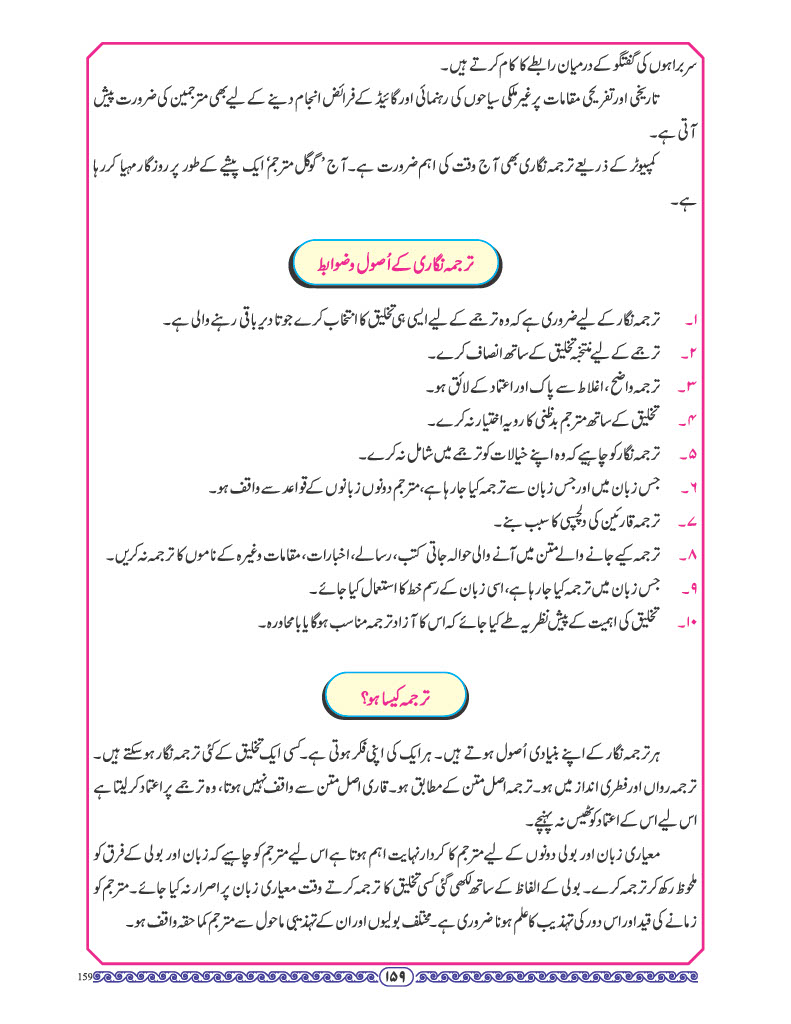 سربراہوں کی گفتگو کے درمیان رابطے کا کام کرتے ہیں۔
تاریخی اور تفریحی مقامات پر غیر ملکی سیاحوں کی رہنمائی اور گائیڈ کے فرائض انجام دینے کے لیے بھی مترجمین کی ضرورت پیش
آتی ہے۔
کمپیوٹر کے ذریعے ترجمہ نگاری بھی آج وقت کی اہم ضرورت ہے۔ آج 'گوگل مترجم' ایک پیشے کے طور پر روزگار مہیا کر رہا
ہے۔
ترجمہ نگاری کے اُصول و ضوابط
۱۔ ترجمہ نگار کے لیے ضروری ہے کہ وہ ترجمے کے لیے ایسی ہی تخلیق کا انتخاب کرے جو تا دیر باقی رہنے والی ہے۔
۲۔ ترجمے کے لیے منتخبہ تخلیق کے ساتھ انصاف کرے۔
۳۔ ترجمہ واضح، اغلاط سے پاک اور اعتماد کے لائق ہو۔
۴۔ تخلیق کے ساتھ مترجم بدظنی کا رویہ اختیار نہ کرے۔
۵۔ ترجمہ نگار کو چاہیے کہ وہ اپنے خیالات کو ترجمے میں شامل نہ کرے۔
۶۔ جس زبان میں اور جس زبان سے ترجمہ کیا جا رہا ہے، مترجم دونوں زبانوں کے قواعد سے واقف ہو۔
۷۔ ترجمہ قارئین کی دلچسپی کا سبب بنے۔
۸۔ ترجمہ کیے جانے والے متن میں آنے والی حوالہ جاتی کتب، رسالے، اخبارات، مقامات وغیرہ کے ناموں کا ترجمہ نہ کریں۔
۹۔ جس زبان میں ترجمہ کیا جا رہا ہے، اسی زبان کے رسم خط کا استعمال کیا جائے۔
۱۰۔ تخلیق کی اہمیت کے پیش نظر یہ طے کیا جائے کہ اس کا آزاد ترجمہ مناسب ہوگا یا بامحاورہ۔
ترجمہ کیسا ہو؟
ہر ترجمہ نگار کے اپنے بنیادی اُصول ہوتے ہیں۔ ہر ایک کی اپنی فکر ہوتی ہے۔ کسی ایک تخلیق کے کئی ترجمہ نگار ہو سکتے ہیں۔
ترجمہ رواں اور فطری انداز میں ہو۔ ترجمہ اصل متن کے مطابق ہو۔ قاری اصل متن سے واقف نہیں ہوتا، وہ ترجمے پر اعتماد کر لیتا ہے
اس لیے اس کے اعتماد کو ٹھیس نہ پہنچے۔
معیاری زبان اور بولی دونوں کے لیے مترجم کا کردار نہایت اہم ہوتا ہے اس لیے مترجم کو چاہیے کہ زبان اور بولی کے فرق کو
ملحوظ رکھ کر ترجمہ کرے۔ بولی کے الفاظ کے ساتھ لکھی گئی کسی تخلیق کا ترجمہ کرتے وقت معیاری زبان پر اصرار نہ کیا جائے۔ مترجم کو
زمانے کی قید اور اس دور کی تہذیب کا علم ہونا ضروری ہے۔ مختلف بولیوں اور ان کے تہذیبی ماحول سے مترجم کماحقہ واقف ہو۔
159
۱۵۹